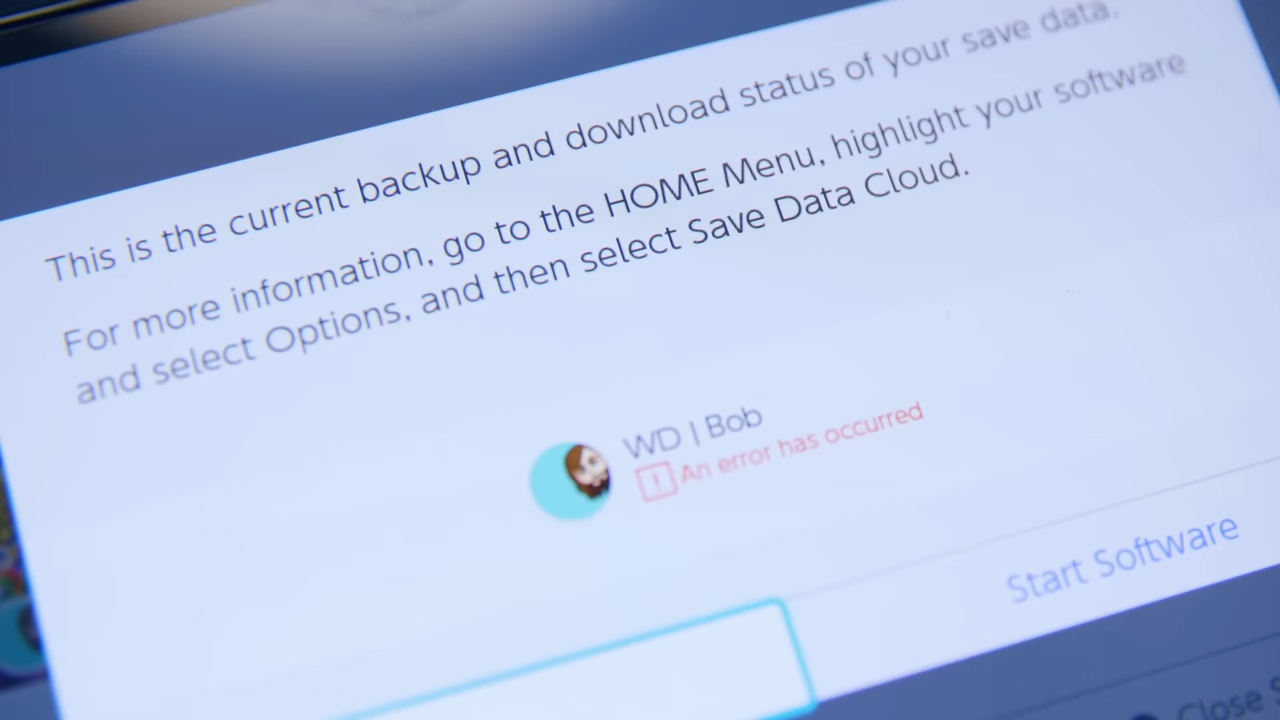 This is the current backup and download status of your save data.
For more information, go to the HOME Menu, highlight your software
and select Options, and then select Save Data Cloud.
WD | Bob
! An error has occurred
Start Software
Close S